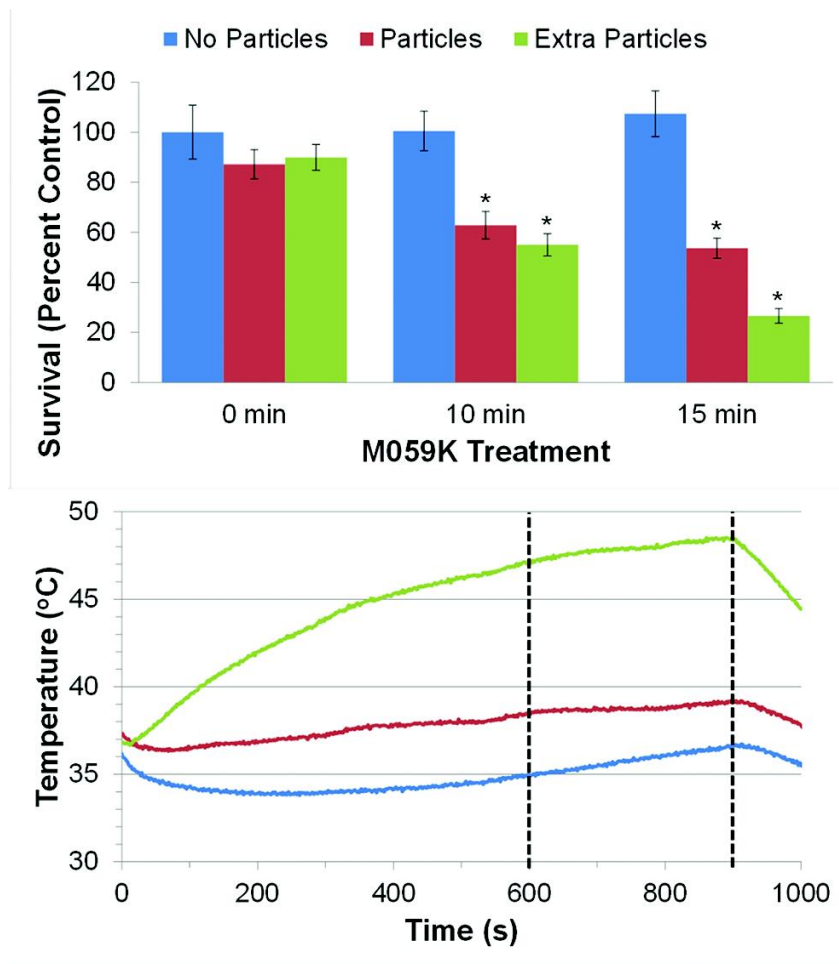 No Particles Particles Extra Particles
Survival (Percent Control)
120
100
80
60
40
20
0
* *
* *
0 min 10 min 15 min
M059K Treatment
Temperature (°C)
50
45
40
35
30
0 200 400 600 800 1000
Time (s)